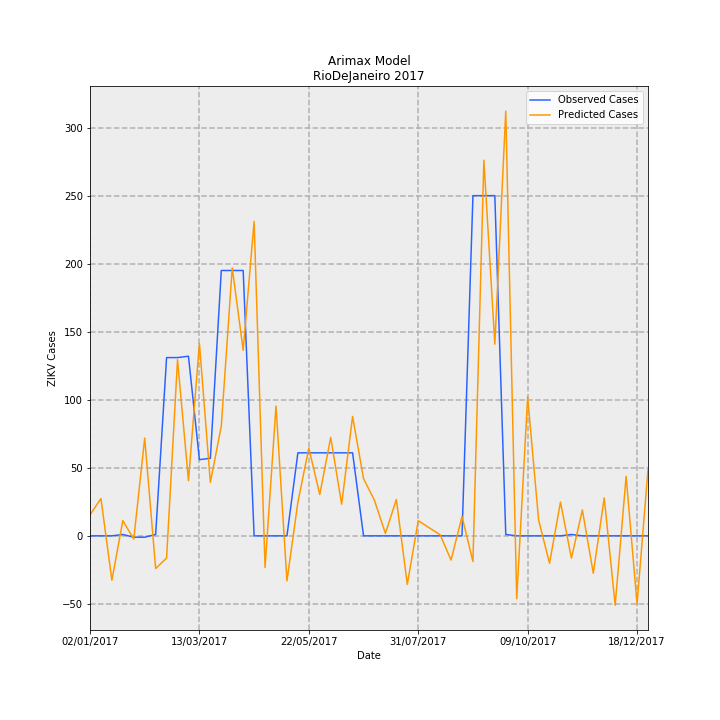 Arimax Model
RioDeJaneiro 2017
Observed Cases
Predicted Cases
300
250
200
150
100
50
0
−50
ZIKV Cases
02/01/2017 13/03/2017 22/05/2017 31/07/2017 09/10/2017 18/12/2017
Date